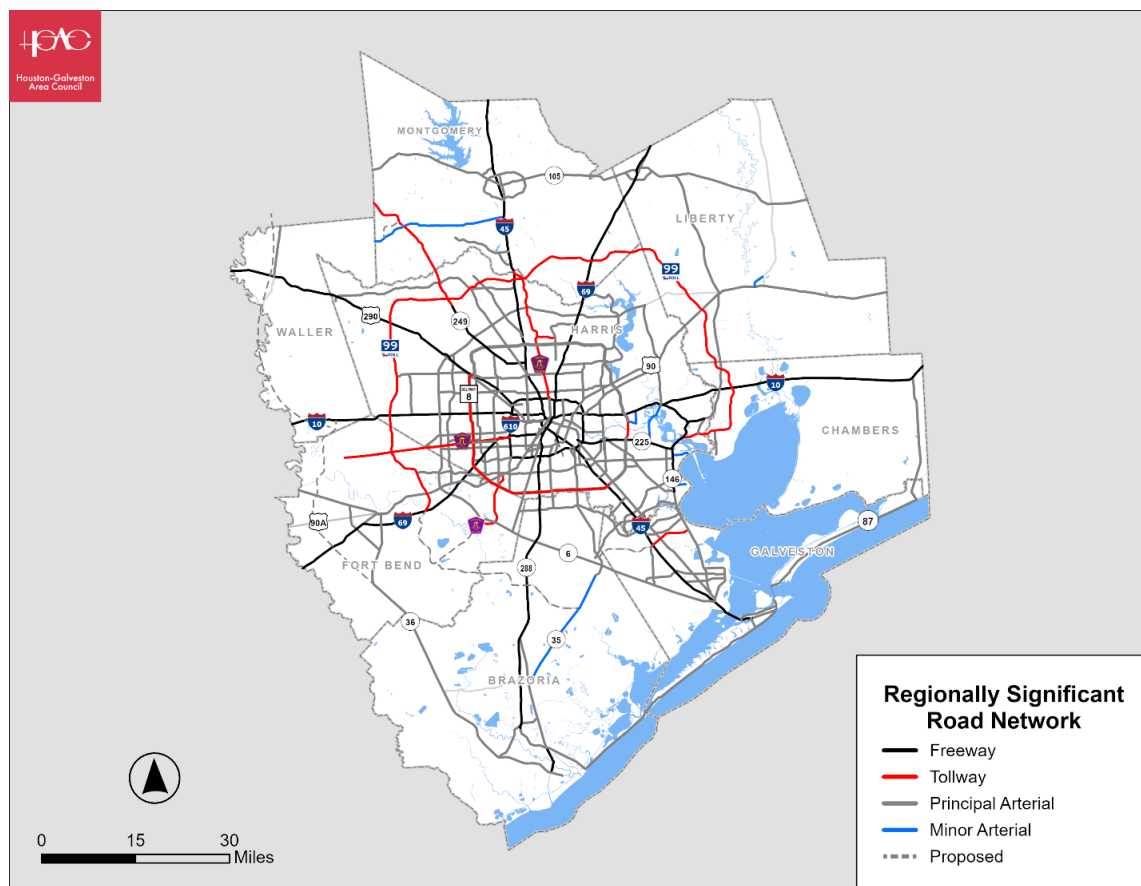 HGAC
Houston-Galveston
Area Council
MONTGOMERY
105
LIBERTY
45
99
69
290
249
HARRIS
WALLER
99
90
8
10
10
610
CHAMBERS
225
146
90A
69
45
87
GALVESTON
6
FORT BEND
288
36
35
BRAZORIA
Regionally Significant
Road Network
Freeway
Tollway
Principal Arterial
Minor Arterial
Proposed
0 15 30
Miles